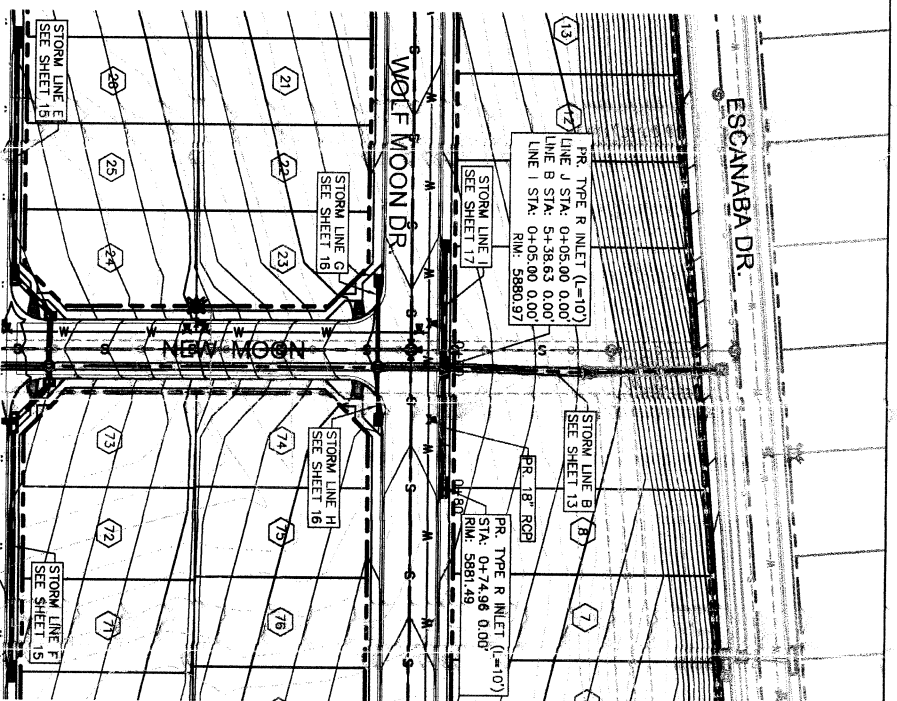 ESCANABA DR.
13
12
PR. TYPE R INLET (L=10')
LINE J STA: 0+05.00 0.00'
LINE B STA: 5+38.63 0.00'
LINE I STA: 0+05.00 0.00'
RIM: 5880.97
STORM LINE I
SEE SHEET 17
WOLF MOON DR.
STORM LINE G
SEE SHEET 16
21
22
23
STORM LINE E
SEE SHEET 15
26
25
24
NEW MOON
STORM LINE B
SEE SHEET 13
8
7
PR. 18" RCP
0+80
PR. TYPE R INLET (L=10')
STA: 0+74.96 0.00'
RIM: 5881.49
STORM LINE H
SEE SHEET 16
74
75
76
73
72
71
STORM LINE F
SEE SHEET 15